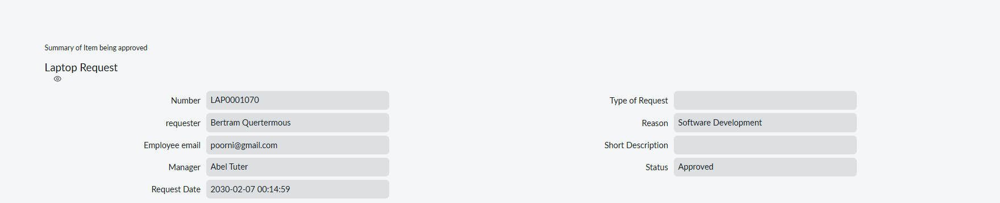 Summary of Item being approved
Laptop Request
Number LAP0001070
requester Bertram Quertermous
Employee email poorni@gmail.com
Manager Abel Tuter
Request Date 2030-02-07 00:14:59
Type of Request
Reason Software Development
Short Description
Status Approved